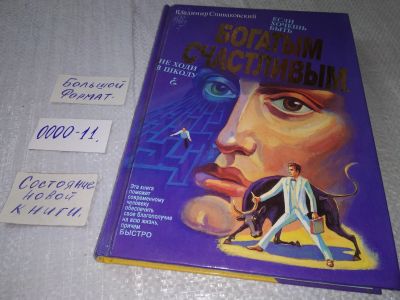 Владимир Спиваковский
ЕСЛИ
ХОЧЕШЬ
БЫТЬ
БОГАТЫМ
СЧАСТЛИВЫМ,
НЕ ХОДИ
В ШКОЛУ
Эта книга
поможет
современному
человеку
обеспечить
свое благополучие
на всю жизнь,
причем
БЫСТРО
Большой
Формат.
0000-11.
Состояние
новой
книги.